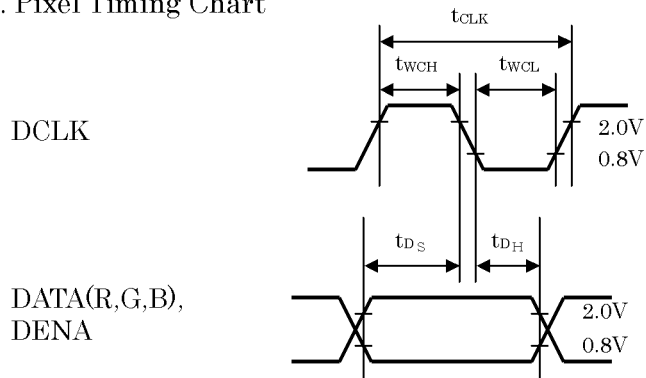 . Pixel Timing Chart
tCLK
tWCH
tWCL
DCLK
2.0V
0.8V
tDS
tDH
DATA(R,G,B),
DENA
2.0V
0.8V